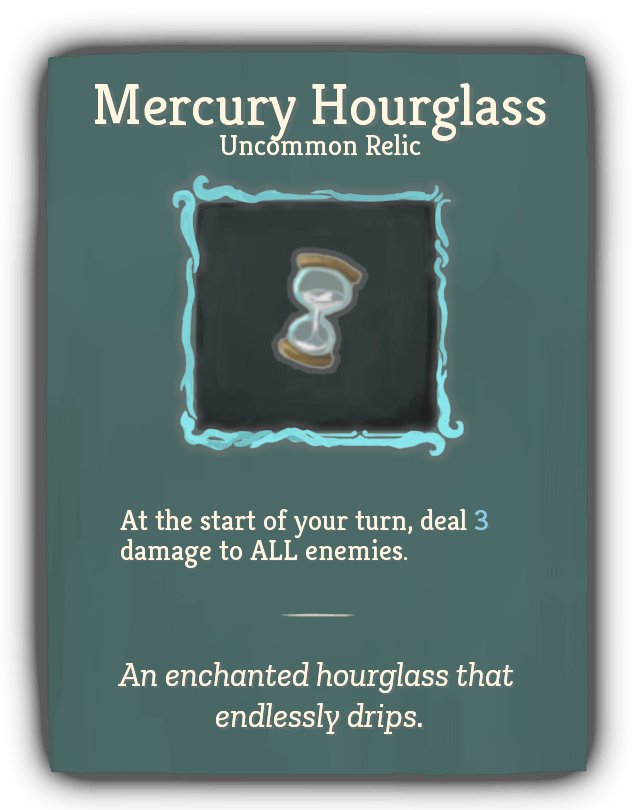 Mercury Hourglass
Uncommon Relic
At the start of your turn, deal 3
damage to ALL enemies.
An enchanted hourglass that
endlessly drips.